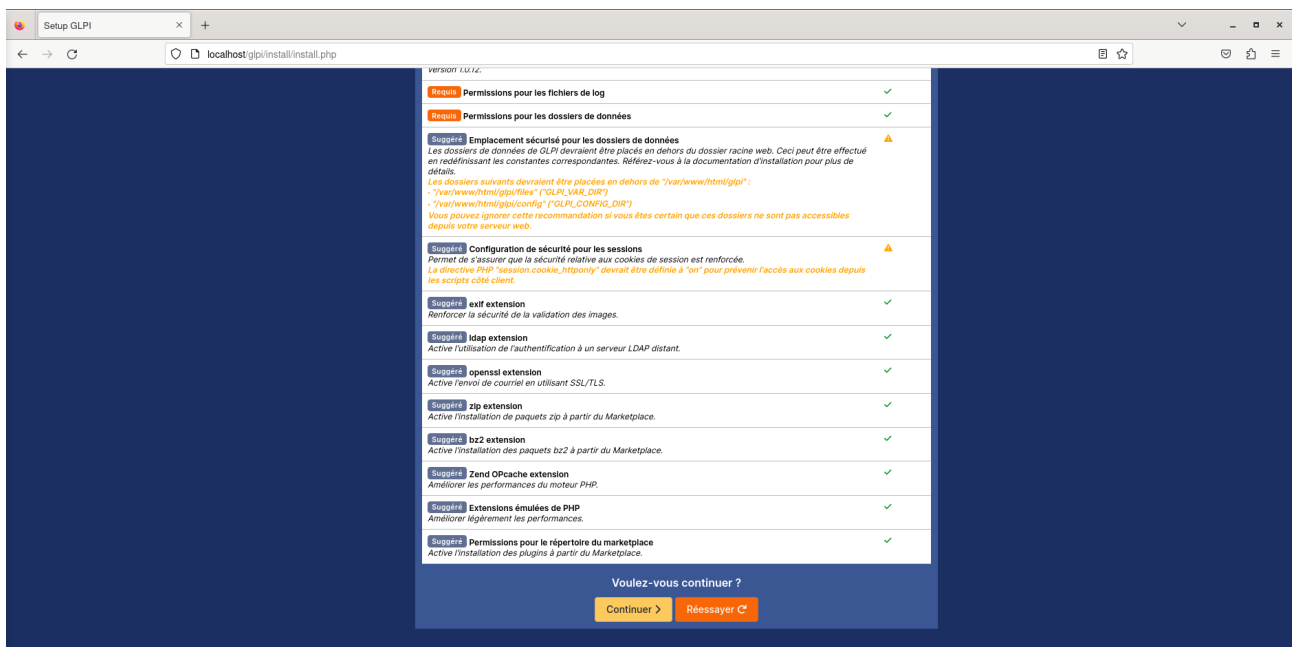 Setup GLPI
localhost/glpi/install/install.php
version 1.0.12.
Requis Permissions pour les fichiers de log
Requis Permissions pour les dossiers de données
Suggéré Emplacement sécurisé pour les dossiers de données
Les dossiers de données de GLPI devraient être placés en dehors du dossier racine web. Ceci peut être effectué
en redéfinissant les constantes correspondantes. Référez-vous à la documentation d'installation pour plus de
détails.
Les dossiers suivants devraient être placées en dehors de "/var/www/html/glpi" :
- "/var/www/html/glpi/files" ("GLPI_VAR_DIR")
- "/var/www/html/glpi/config" ("GLPI_CONFIG_DIR")
Vous pouvez ignorer cette recommandation si vous êtes certain que ces dossiers ne sont pas accessibles
depuis votre serveur web.
Suggéré Configuration de sécurité pour les sessions
Permet de s'assurer que la sécurité relative aux cookies de session est renforcée.
La directive PHP "session.cookie_httponly" devrait être définie à "on" pour prévenir l'accès aux cookies depuis
les scripts côté client.
Suggéré exif extension
Renforcer la sécurité de la validation des images.
Suggéré ldap extension
Active l'utilisation de l'authentification à un serveur LDAP distant.
Suggéré openssl extension
Active l'envoi de courriel en utilisant SSL/TLS.
Suggéré zip extension
Active l'installation de paquets zip à partir du Marketplace.
Suggéré bz2 extension
Active l'installation des paquets bz2 à partir du Marketplace.
Suggéré Zend OPcache extension
Améliorer les performances du moteur PHP.
Suggéré Extensions émulées de PHP
Améliorer légèrement les performances.
Suggéré Permissions pour le répertoire du marketplace
Active l'installation des plugins à partir du Marketplace.
Voulez-vous continuer ?
Continuer
Réessayer